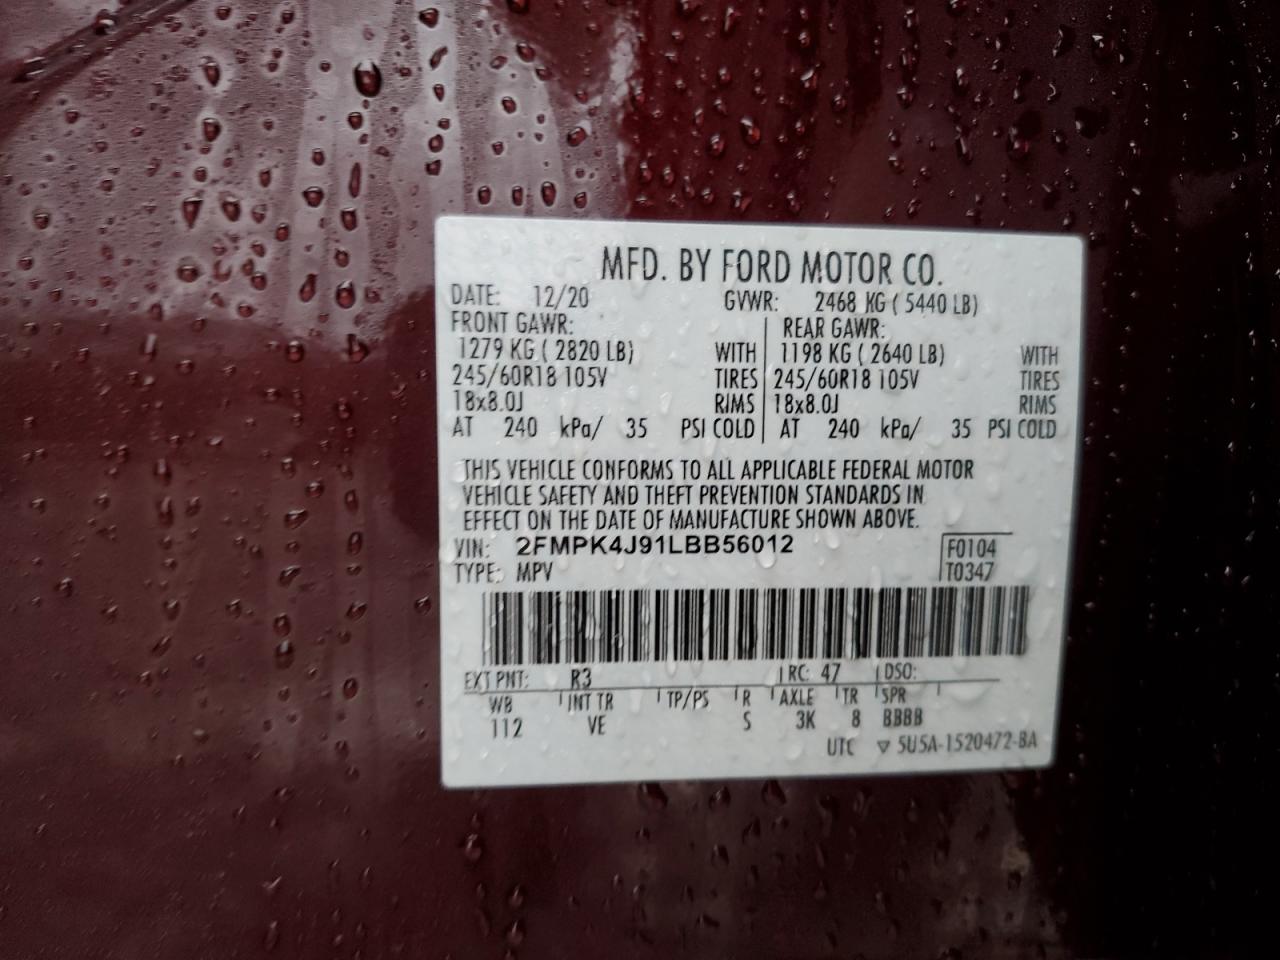 MFD. BY FORD MOTOR CO.
DATE: 12/20 GVWR: 2468 KG ( 5440 LB)
FRONT GAWR: REAR GAWR:
1279 KG ( 2820 LB) WITH 1198 KG ( 2640 LB) WITH
245/60R18 105V TIRES 245/60R18 105V TIRES
18x8.0J RIMS 18x8.0J RIMS
AT 240 kPa/ 35 PSI COLD AT 240 kPa/ 35 PSI COLD
THIS VEHICLE CONFORMS TO ALL APPLICABLE FEDERAL MOTOR
VEHICLE SAFETY AND THEFT PREVENTION STANDARDS IN
EFFECT ON THE DATE OF MANUFACTURE SHOWN ABOVE.
VIN: 2FMPK4J91LBB56012 F0104
TYPE: MPV T0347
EXT PNT: R3 RC: 47 DSO:
WB INT TR TP/PS R AXLE TR SPR
112 VE S 3K 8 BBBB
UTC ▽ 5U5A-1520472-BA